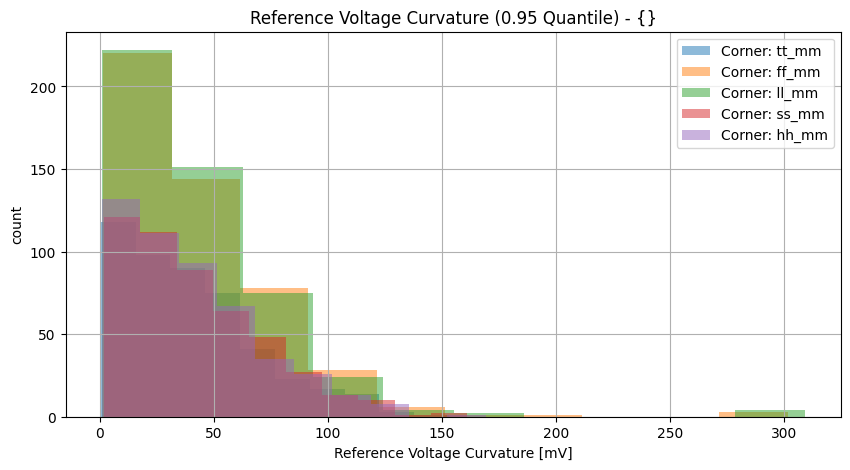 Reference Voltage Curvature (0.95 Quantile) - {}
Corner: tt_mm
Corner: ff_mm
Corner: ll_mm
Corner: ss_mm
Corner: hh_mm
count
200
150
100
50
0
0 50 100 150 200 250 300
Reference Voltage Curvature [mV]